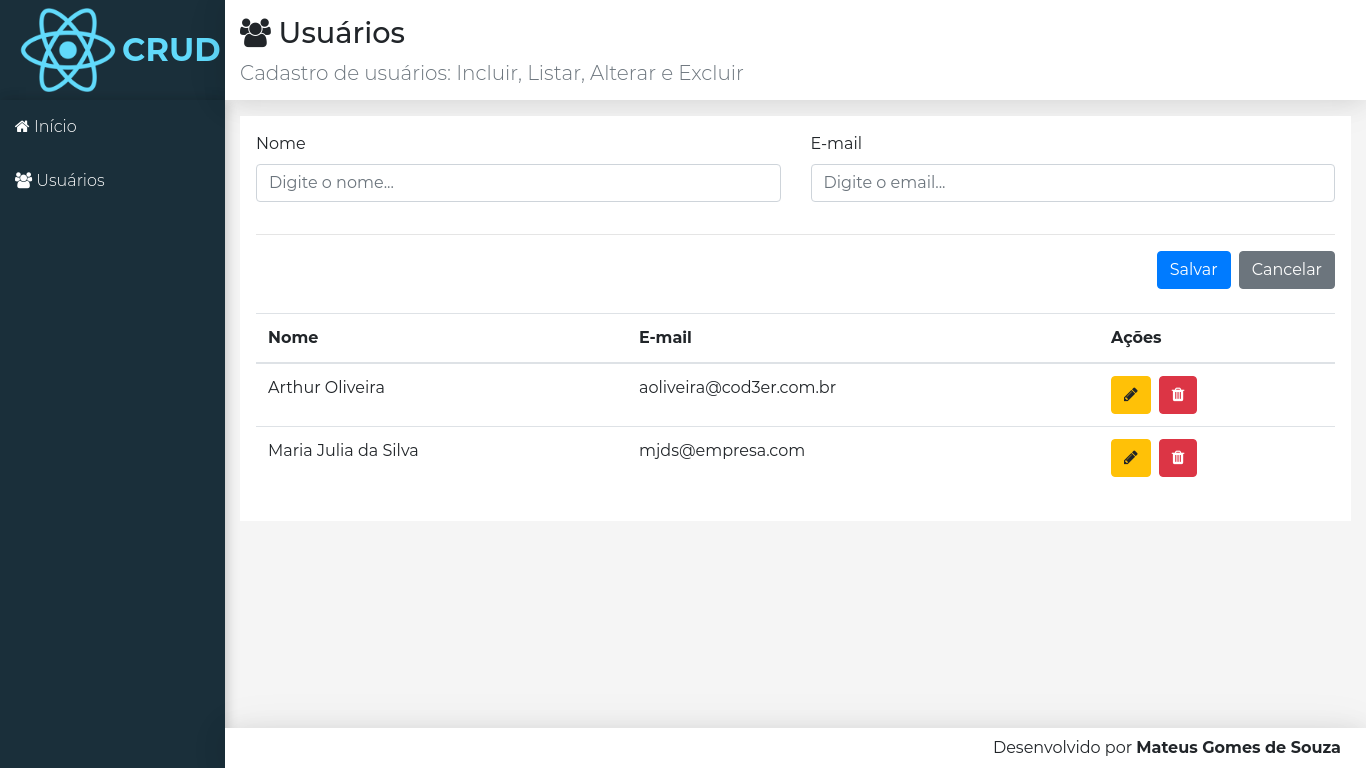 CRUD
Início
Usuários
Usuários
Cadastro de usuários: Incluir, Listar, Alterar e Excluir
Nome E-mail
Digite o nome... Digite o email...
Salvar Cancelar
Nome E-mail Ações
Arthur Oliveira aoliveira@cod3er.com.br
Maria Julia da Silva mjds@empresa.com
Desenvolvido por Mateus Gomes de Souza